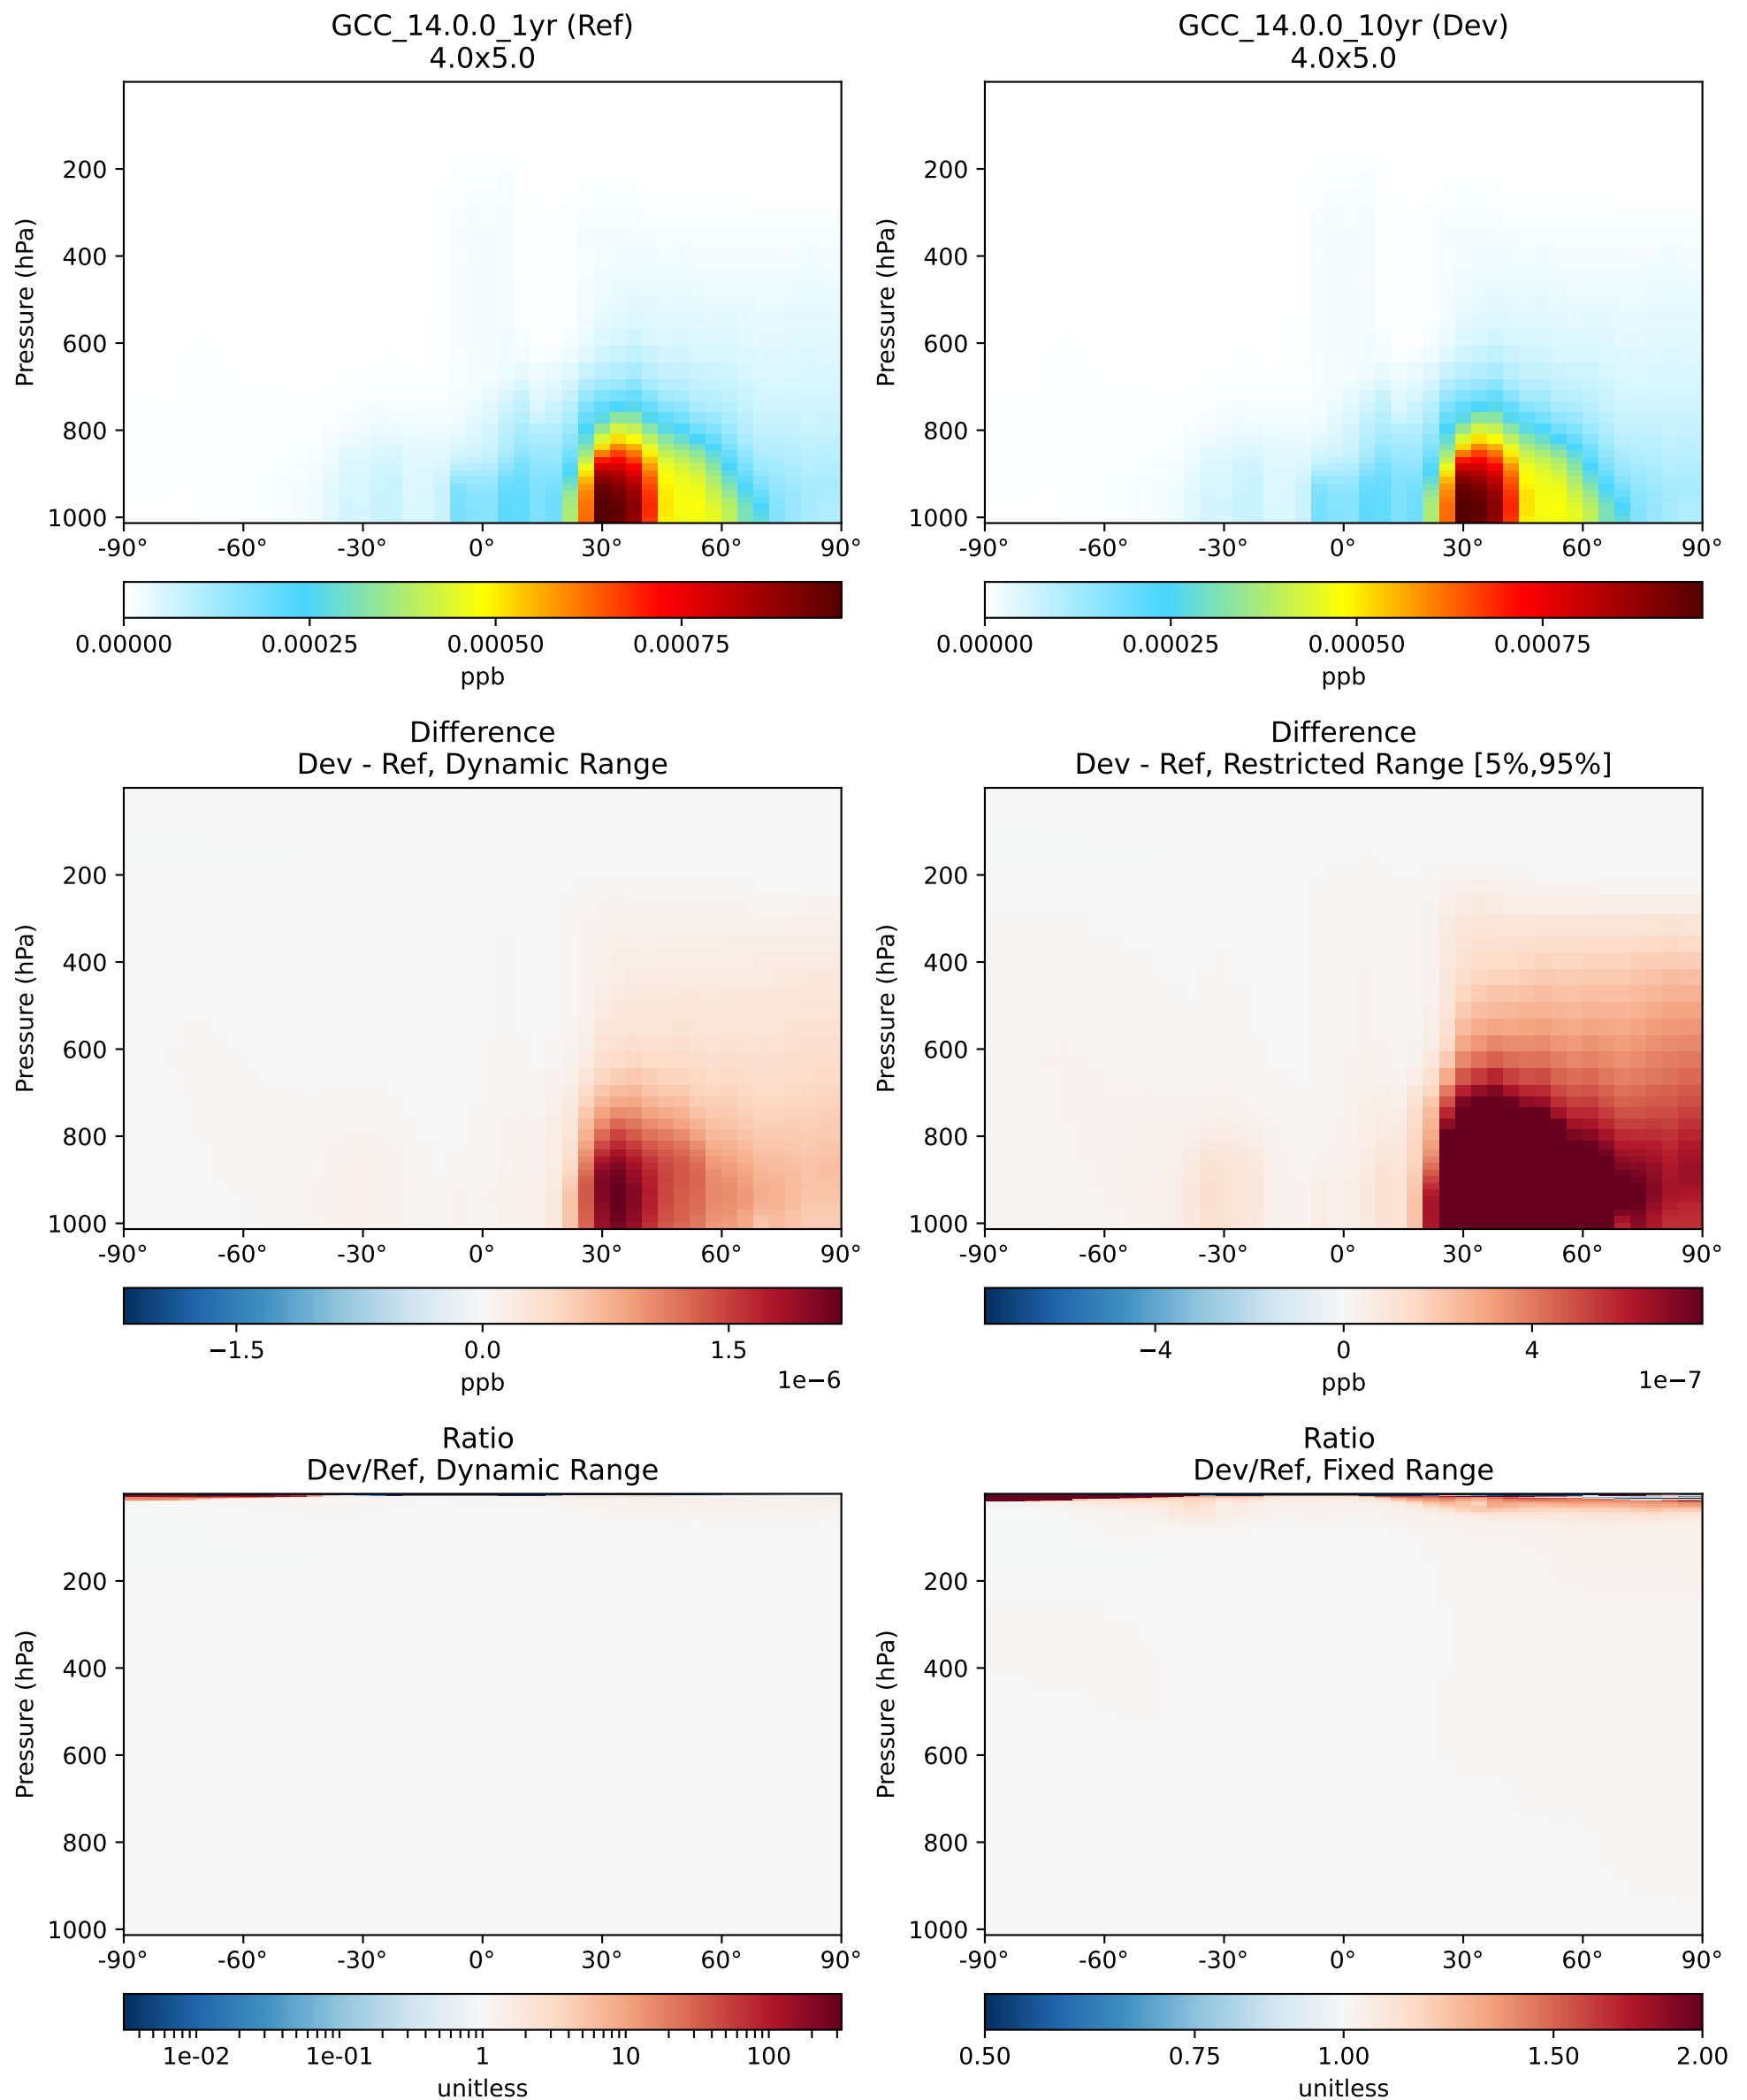 GCC_14.0.0_1yr (Ref)
4.0x5.0
Pressure (hPa)
200
400
600
800
1000
-90° -60° -30° 0° 30° 60° 90°
0.00000 0.00025 0.00050 0.00075
ppb
GCC_14.0.0_10yr (Dev)
4.0x5.0
Pressure (hPa)
200
400
600
800
1000
-90° -60° -30° 0° 30° 60° 90°
0.00000 0.00025 0.00050 0.00075
ppb
Difference
Dev - Ref, Dynamic Range
Pressure (hPa)
200
400
600
800
1000
-90° -60° -30° 0° 30° 60° 90°
−1.5 0.0 1.5
ppb
1e−6
Difference
Dev - Ref, Restricted Range [5%,95%]
Pressure (hPa)
200
400
600
800
1000
-90° -60° -30° 0° 30° 60° 90°
−4 0 4
ppb
1e−7
Ratio
Dev/Ref, Dynamic Range
Pressure (hPa)
200
400
600
800
1000
-90° -60° -30° 0° 30° 60° 90°
1e-02 1e-01 1 10 100
unitless
Ratio
Dev/Ref, Fixed Range
Pressure (hPa)
200
400
600
800
1000
-90° -60° -30° 0° 30° 60° 90°
0.50 0.75 1.00 1.50 2.00
unitless